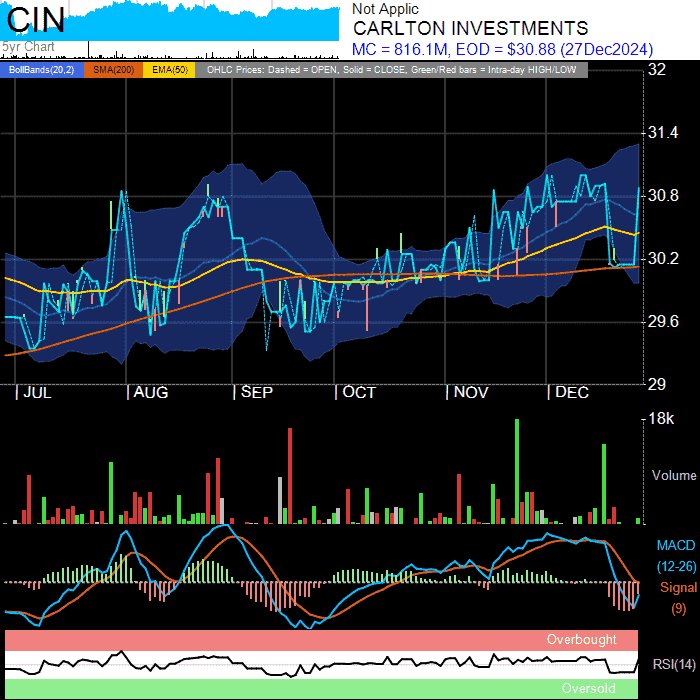 CIN
5yr Chart
Not Applic
CARLTON INVESTMENTS
MC = 816.1M, EOD = $30.88 (27Dec2024)
BollBands(20,2) SMA(200) EMA(50) OHLC Prices: Dashed = OPEN, Solid = CLOSE, Green/Red bars = Intra-day HIGH/LOW
32
31.4
30.8
30.2
29.6
29
JUL AUG SEP OCT NOV DEC
18k
Volume
MACD
(12-26)
Signal
(9)
Overbought
RSI(14)
Oversold